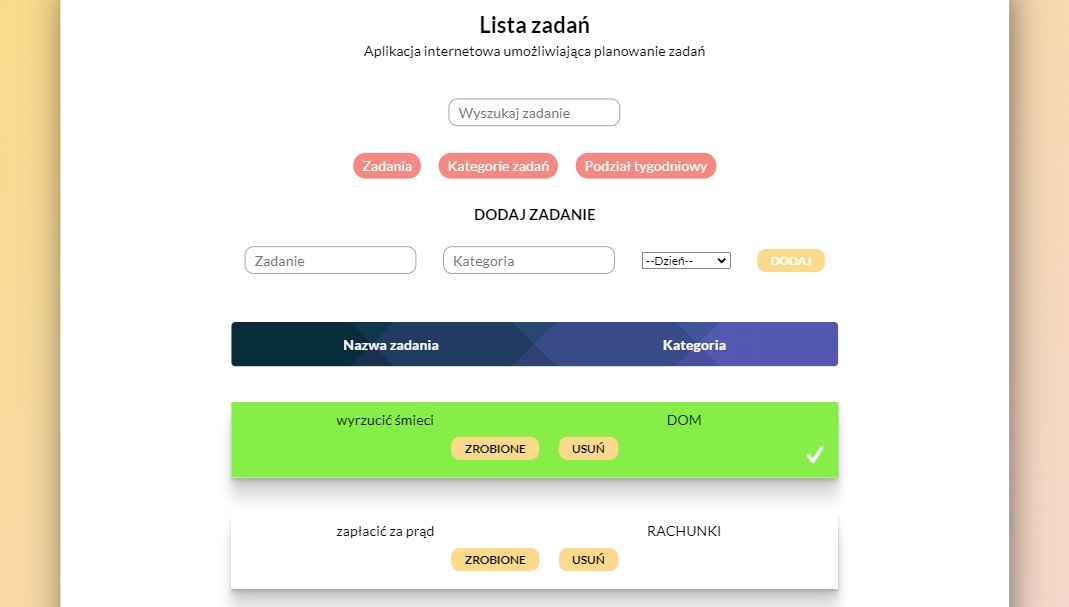 Lista zadań
Aplikacja internetowa umożliwiająca planowanie zadań
Wyszukaj zadanie
Zadania Kategorie zadań Podział tygodniowy
DODAJ ZADANIE
Zadanie Kategoria --Dzień-- DODAJ
Nazwa zadania Kategoria
wyrzucić śmieci DOM
ZROBIONE USUŃ
zapłacić za prąd RACHUNKI
ZROBIONE USUŃ